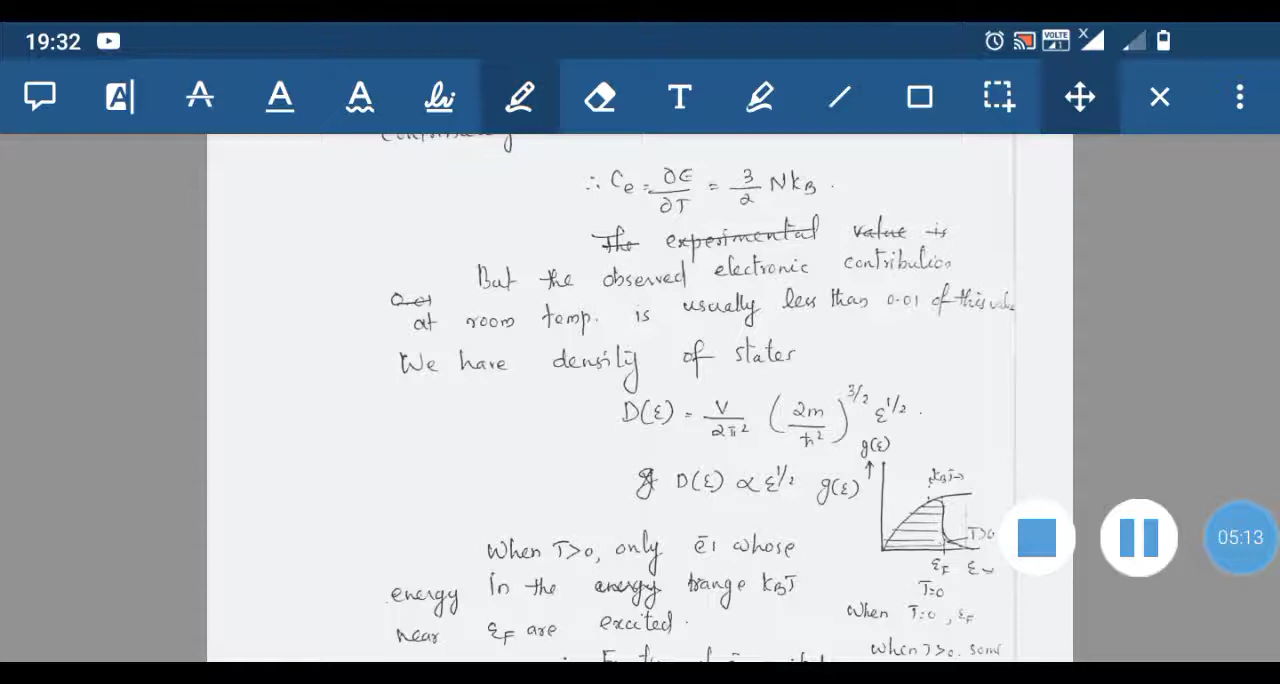 19:32
VOLTE
∴ Ce = ∂E/∂T = 3/2 NkB.
The experimental value is
But the observed electronic contribution
at room temp. is usually less than 0.01 of this value
We have density of states
D(ε) = V/2π² (2m/ħ²)^3/2 ε^1/2.
g(ε)
D(ε) ∝ ε^1/2 g(ε)
kBT
T>0
εF ε
T=0
When T>0, only e⁻s whose
energy in the energy range kBT
near εF are excited.
When T=0, εF
when T>0, some
05:13